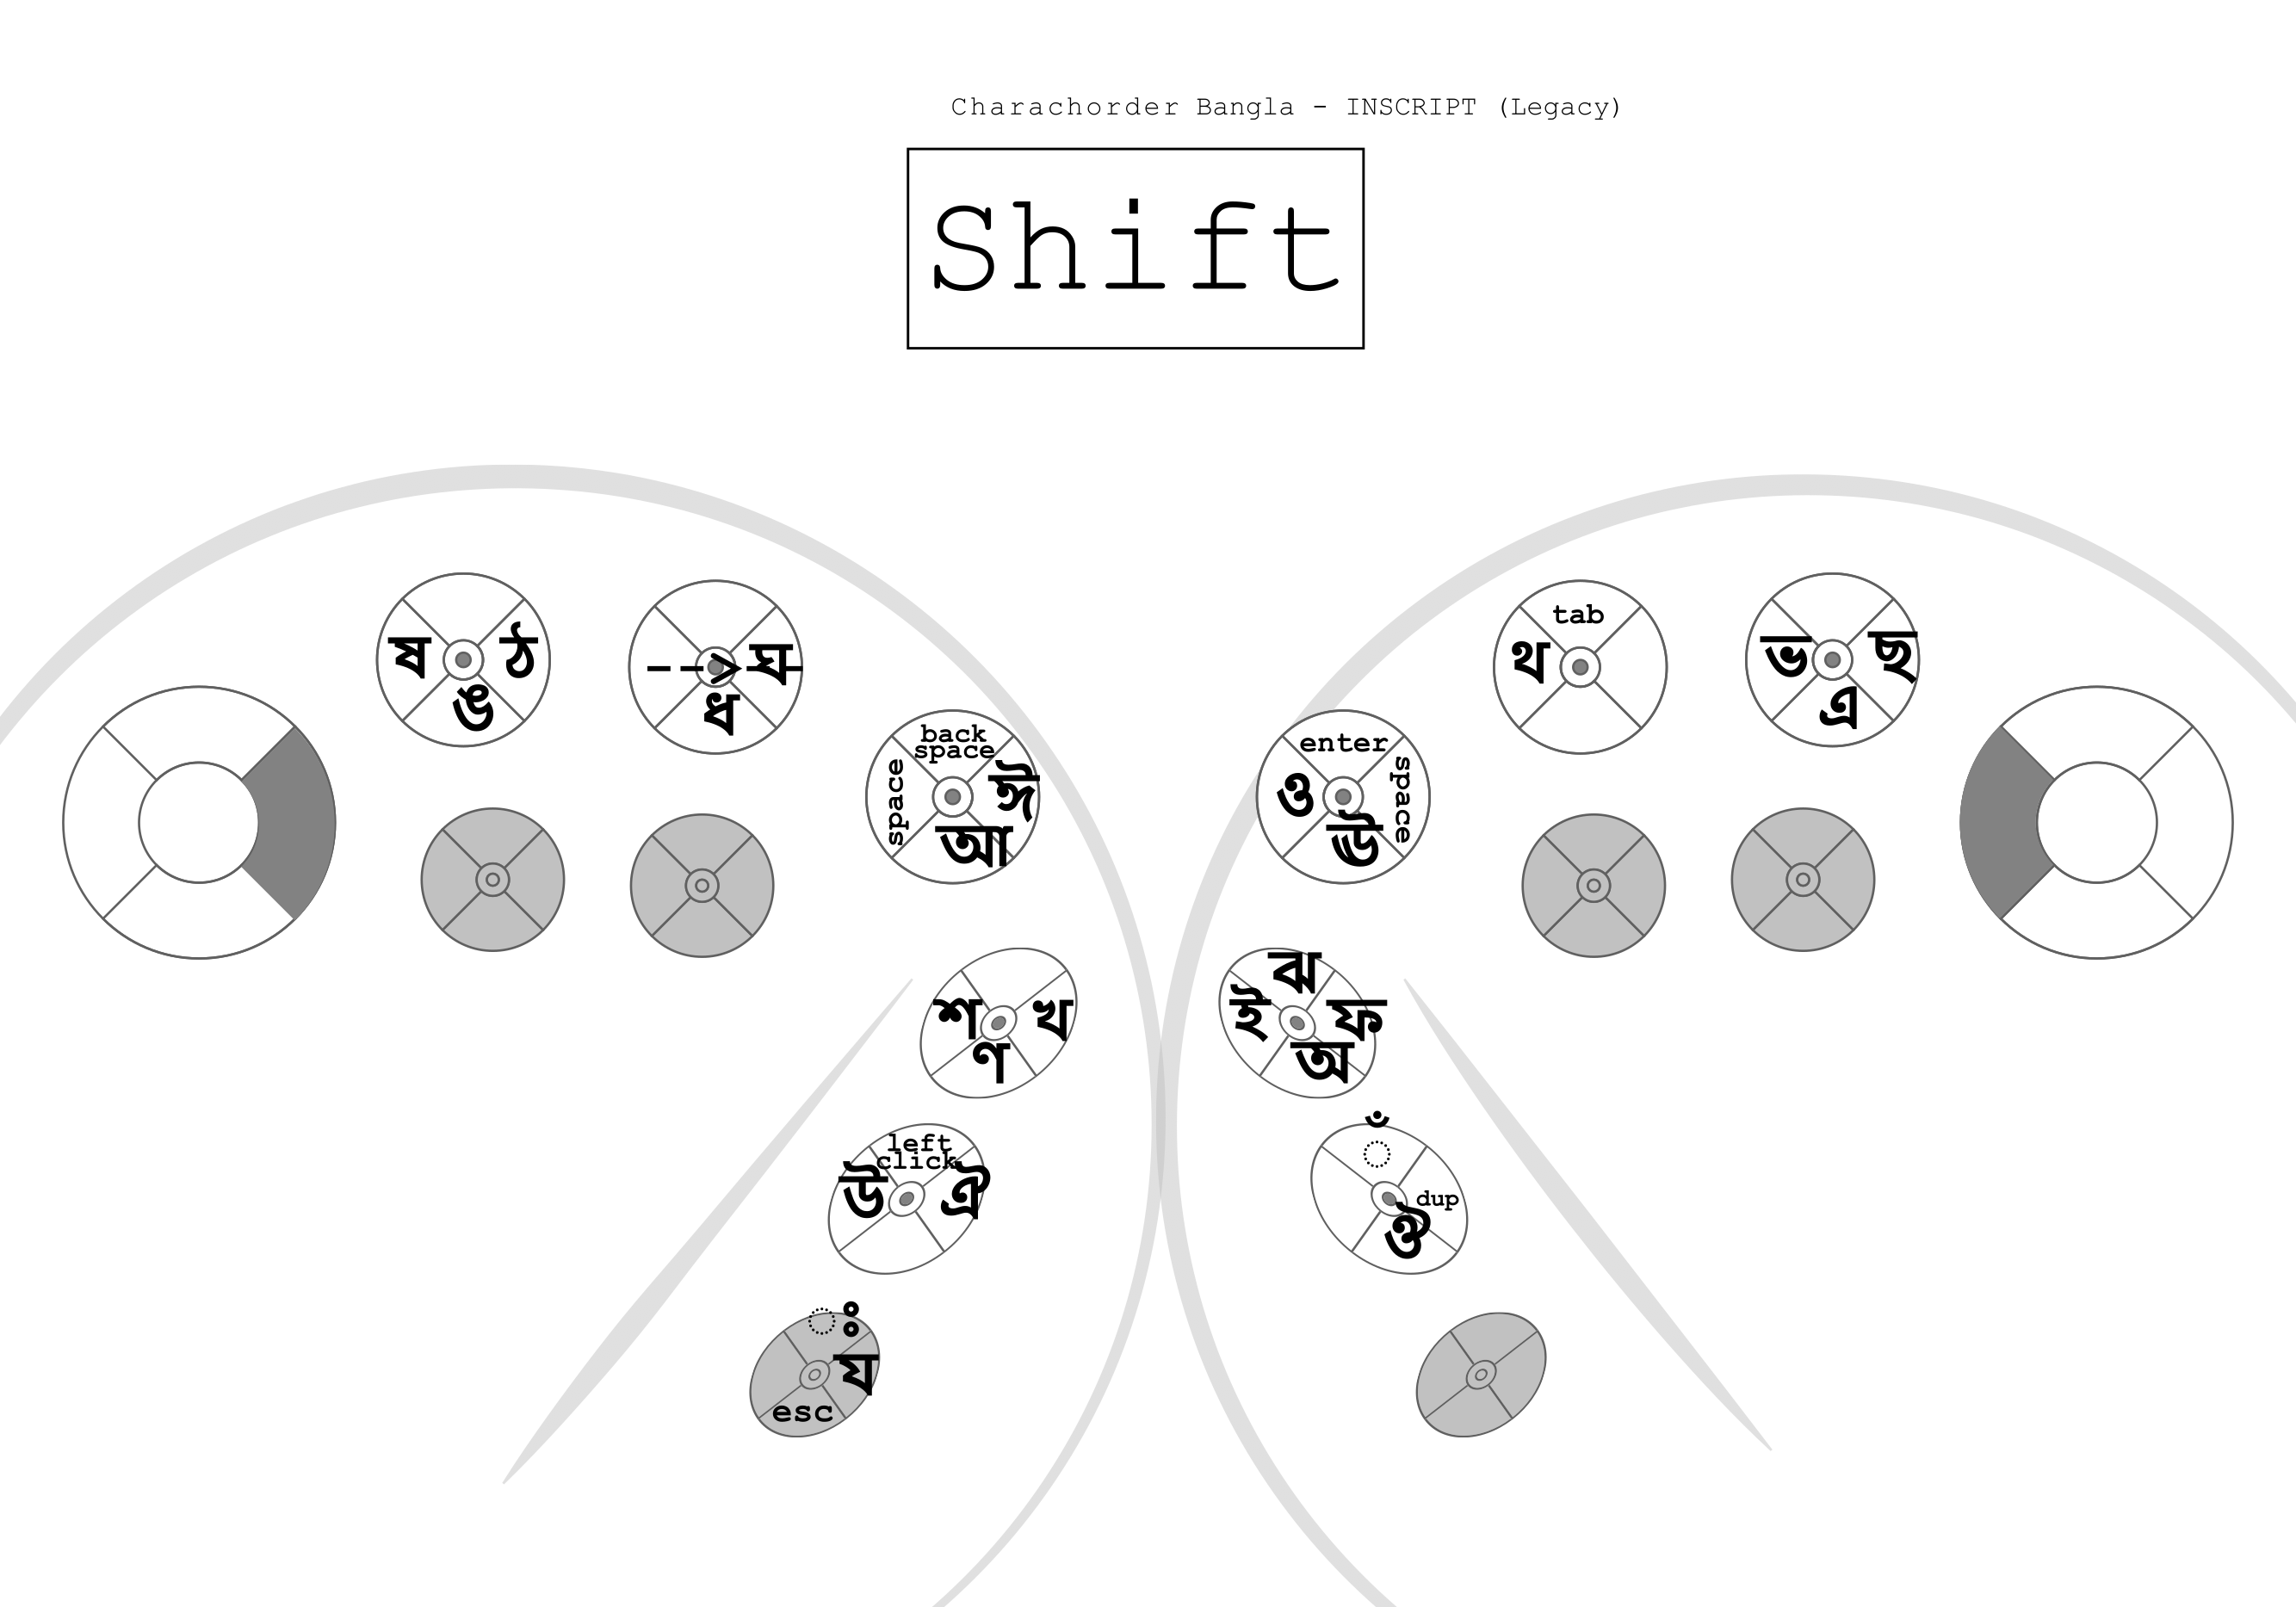 Charachorder Bangla - INSCRIPT (Legacy)
Shift
ষ ঠ
ঙ
--> ঘ
ধ
back
space
space ঈ
আ
enter
ও space
ঊ
tab
থ
ভ ছ
এ
শ খ
ণ
ঝ
ই ফ
অ
left
click
উ ঐ
◌ঁ
dup
ঔ
◌ঃ
য
esc